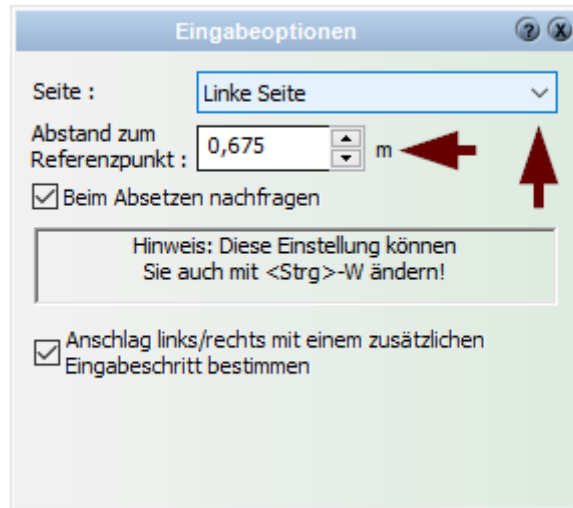 Eingabeoptionen
Seite :
Linke Seite
Abstand zum
Referenzpunkt :
0,675
m
Beim Absetzen nachfragen
Hinweis: Diese Einstellung können
Sie auch mit <Strg>-W ändern!
Anschlag links/rechts mit einem zusätzlichen
Eingabeschritt bestimmen